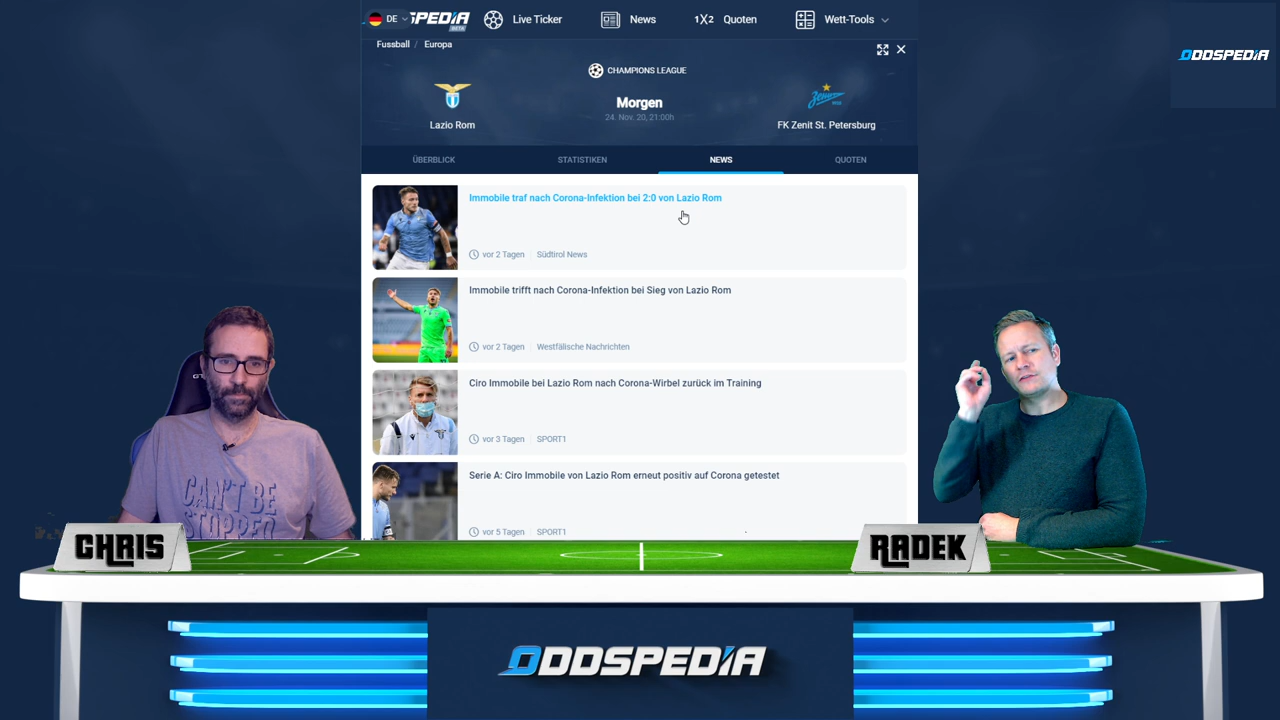 DE
SPEDIA
BETA
Live Ticker
News
1X2 Quoten
Wett-Tools
Fussball / Europa
ODDSPEDIA
CHAMPIONS LEAGUE
Morgen
24. Nov. 20, 21:00h
Lazio Rom
FK Zenit St. Petersburg
ÜBERBLICK
STATISTIKEN
NEWS
QUOTEN
Immobile traf nach Corona-Infektion bei 2:0 von Lazio Rom
vor 2 Tagen
Südtirol News
Immobile trifft nach Corona-Infektion bei Sieg von Lazio Rom
vor 2 Tagen
Westfälische Nachrichten
Ciro Immobile bei Lazio Rom nach Corona-Wirbel zurück im Training
vor 3 Tagen
SPORT1
Serie A: Ciro Immobile von Lazio Rom erneut positiv auf Corona getestet
vor 5 Tagen
SPORT1
CAN'T BE
STOPPED
CHRIS
RADEK
ODDSPEDIA